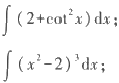 ∫(2+cot²x)dx;
∫(x²-2)³dx;